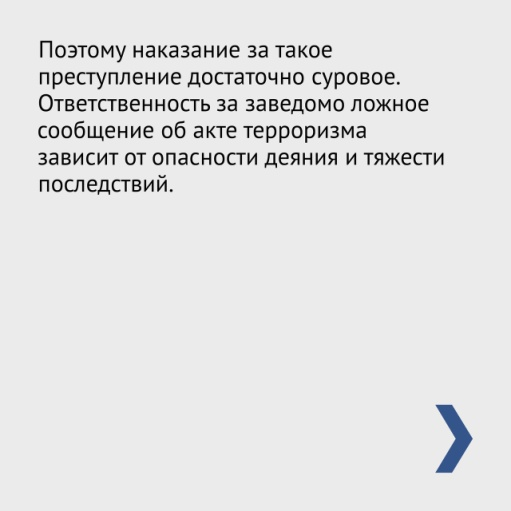 Поэтому наказание за такое
преступление достаточно суровое.
Ответственность за заведомо ложное
сообщение об акте терроризма
зависит от опасности деяния и тяжести
последствий.